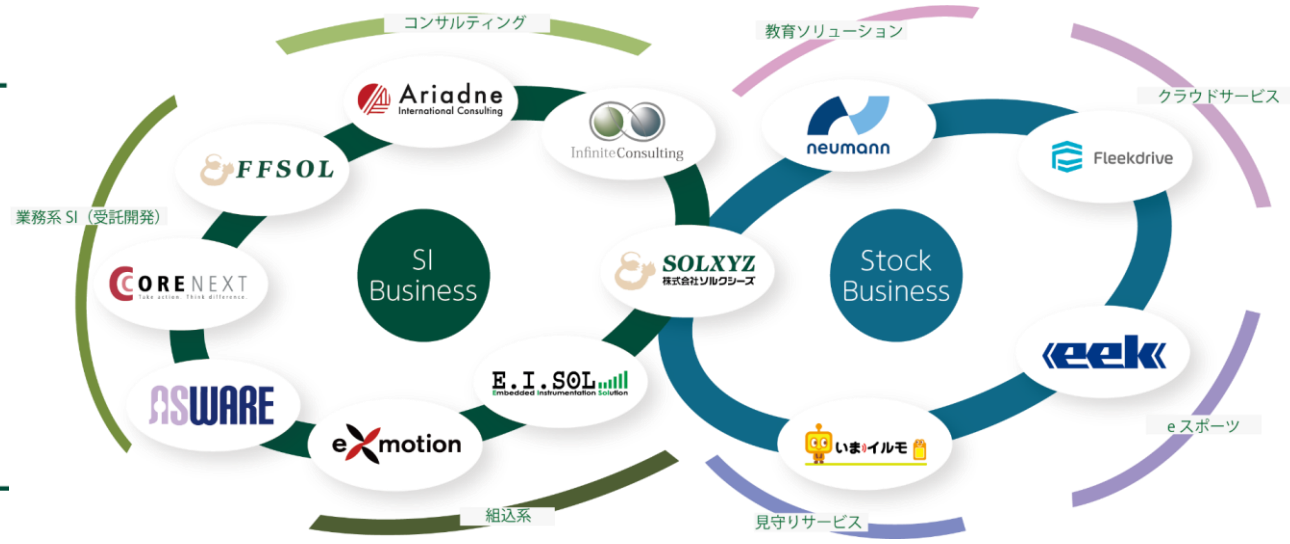 コンサルティング
教育ソリューション
クラウドサービス
Ariadne
International Consulting
InfiniteConsulting
neumann
Fleekdrive
FFSOL
業務系 SI（受託開発）
CORENEXT
Take action. Think difference.
SI
Business
SOLXYZ
株式会社ソルクシーズ
Stock
Business
eek
E.I.SOL
Embedded Instrumentation Solution
ASWARE
eXmotion
いまイルモ
eスポーツ
組込系
見守りサービス